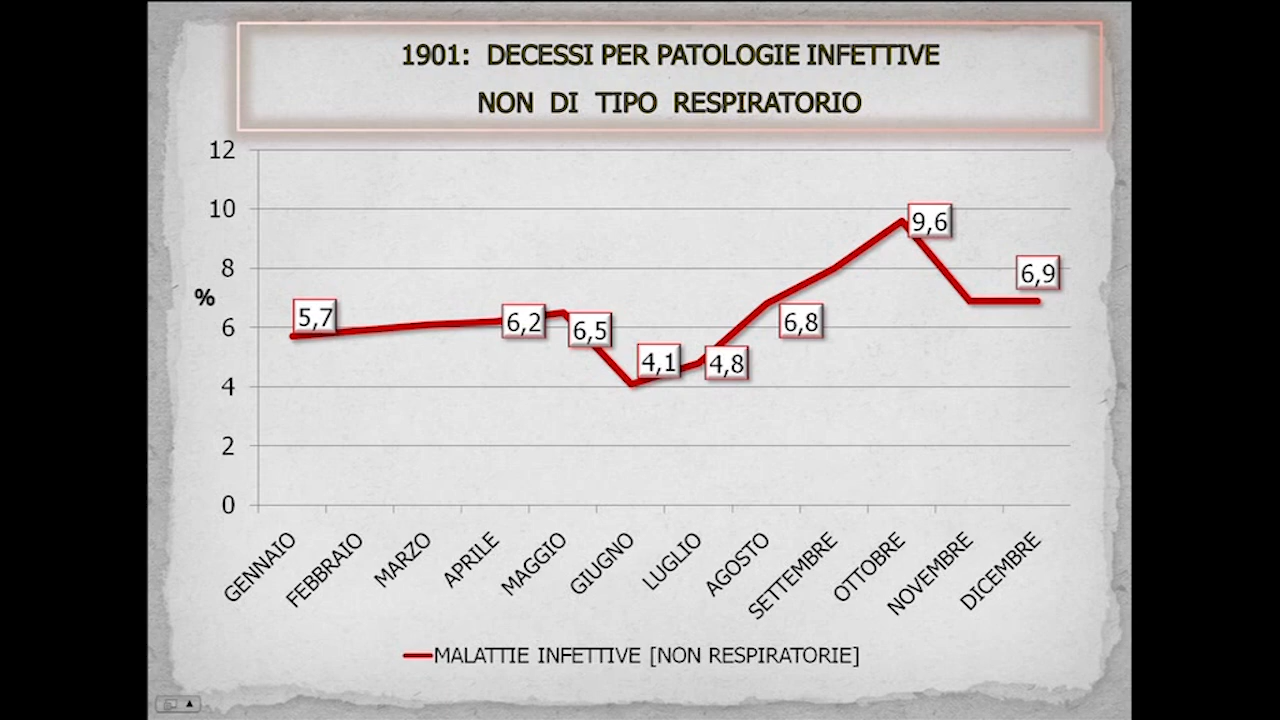 1901: DECESSI PER PATOLOGIE INFETTIVE
NON DI TIPO RESPIRATORIO
12
10
8
6
4
2
0
%
5,7
6,2
6,5
4,1
4,8
6,8
9,6
6,9
GENNAIO
FEBBRAIO
MARZO
APRILE
MAGGIO
GIUGNO
LUGLIO
AGOSTO
SETTEMBRE
OTTOBRE
NOVEMBRE
DICEMBRE
MALATTIE INFETTIVE [NON RESPIRATORIE]